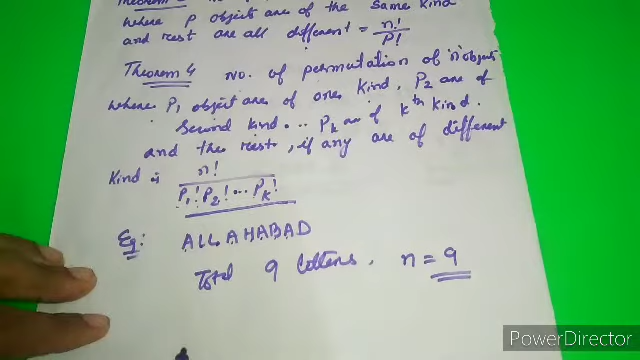 where P objects are of the same kind
and rest are all different = n!/P!
Theorem 4 No. of permutation of 'n' object
where P₁ object are of one kind, P₂ are of
second kind ... Pₖ are of kᵗʰ kind.
and the rest, if any are of different
kind is n!/P₁! P₂! ... Pₖ!
Eg: ALLAHABAD
Total 9 letters. n = 9
PowerDirector